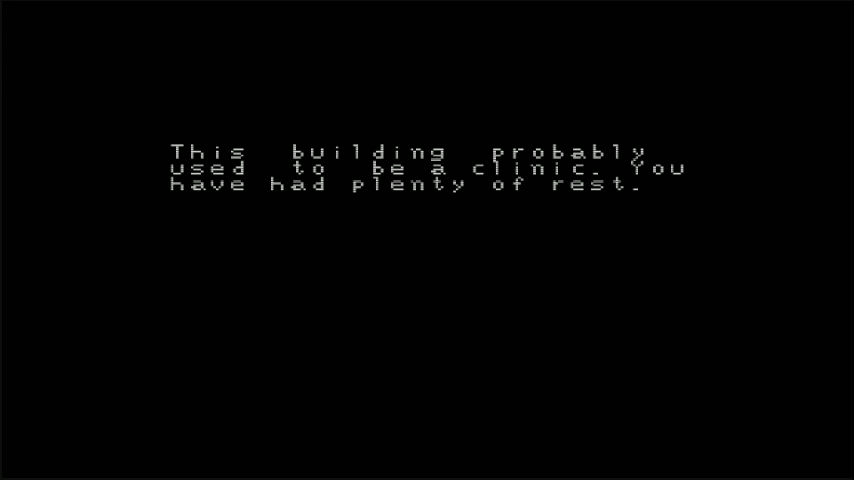 This building probably
used to be a clinic. You
have had plenty of rest.